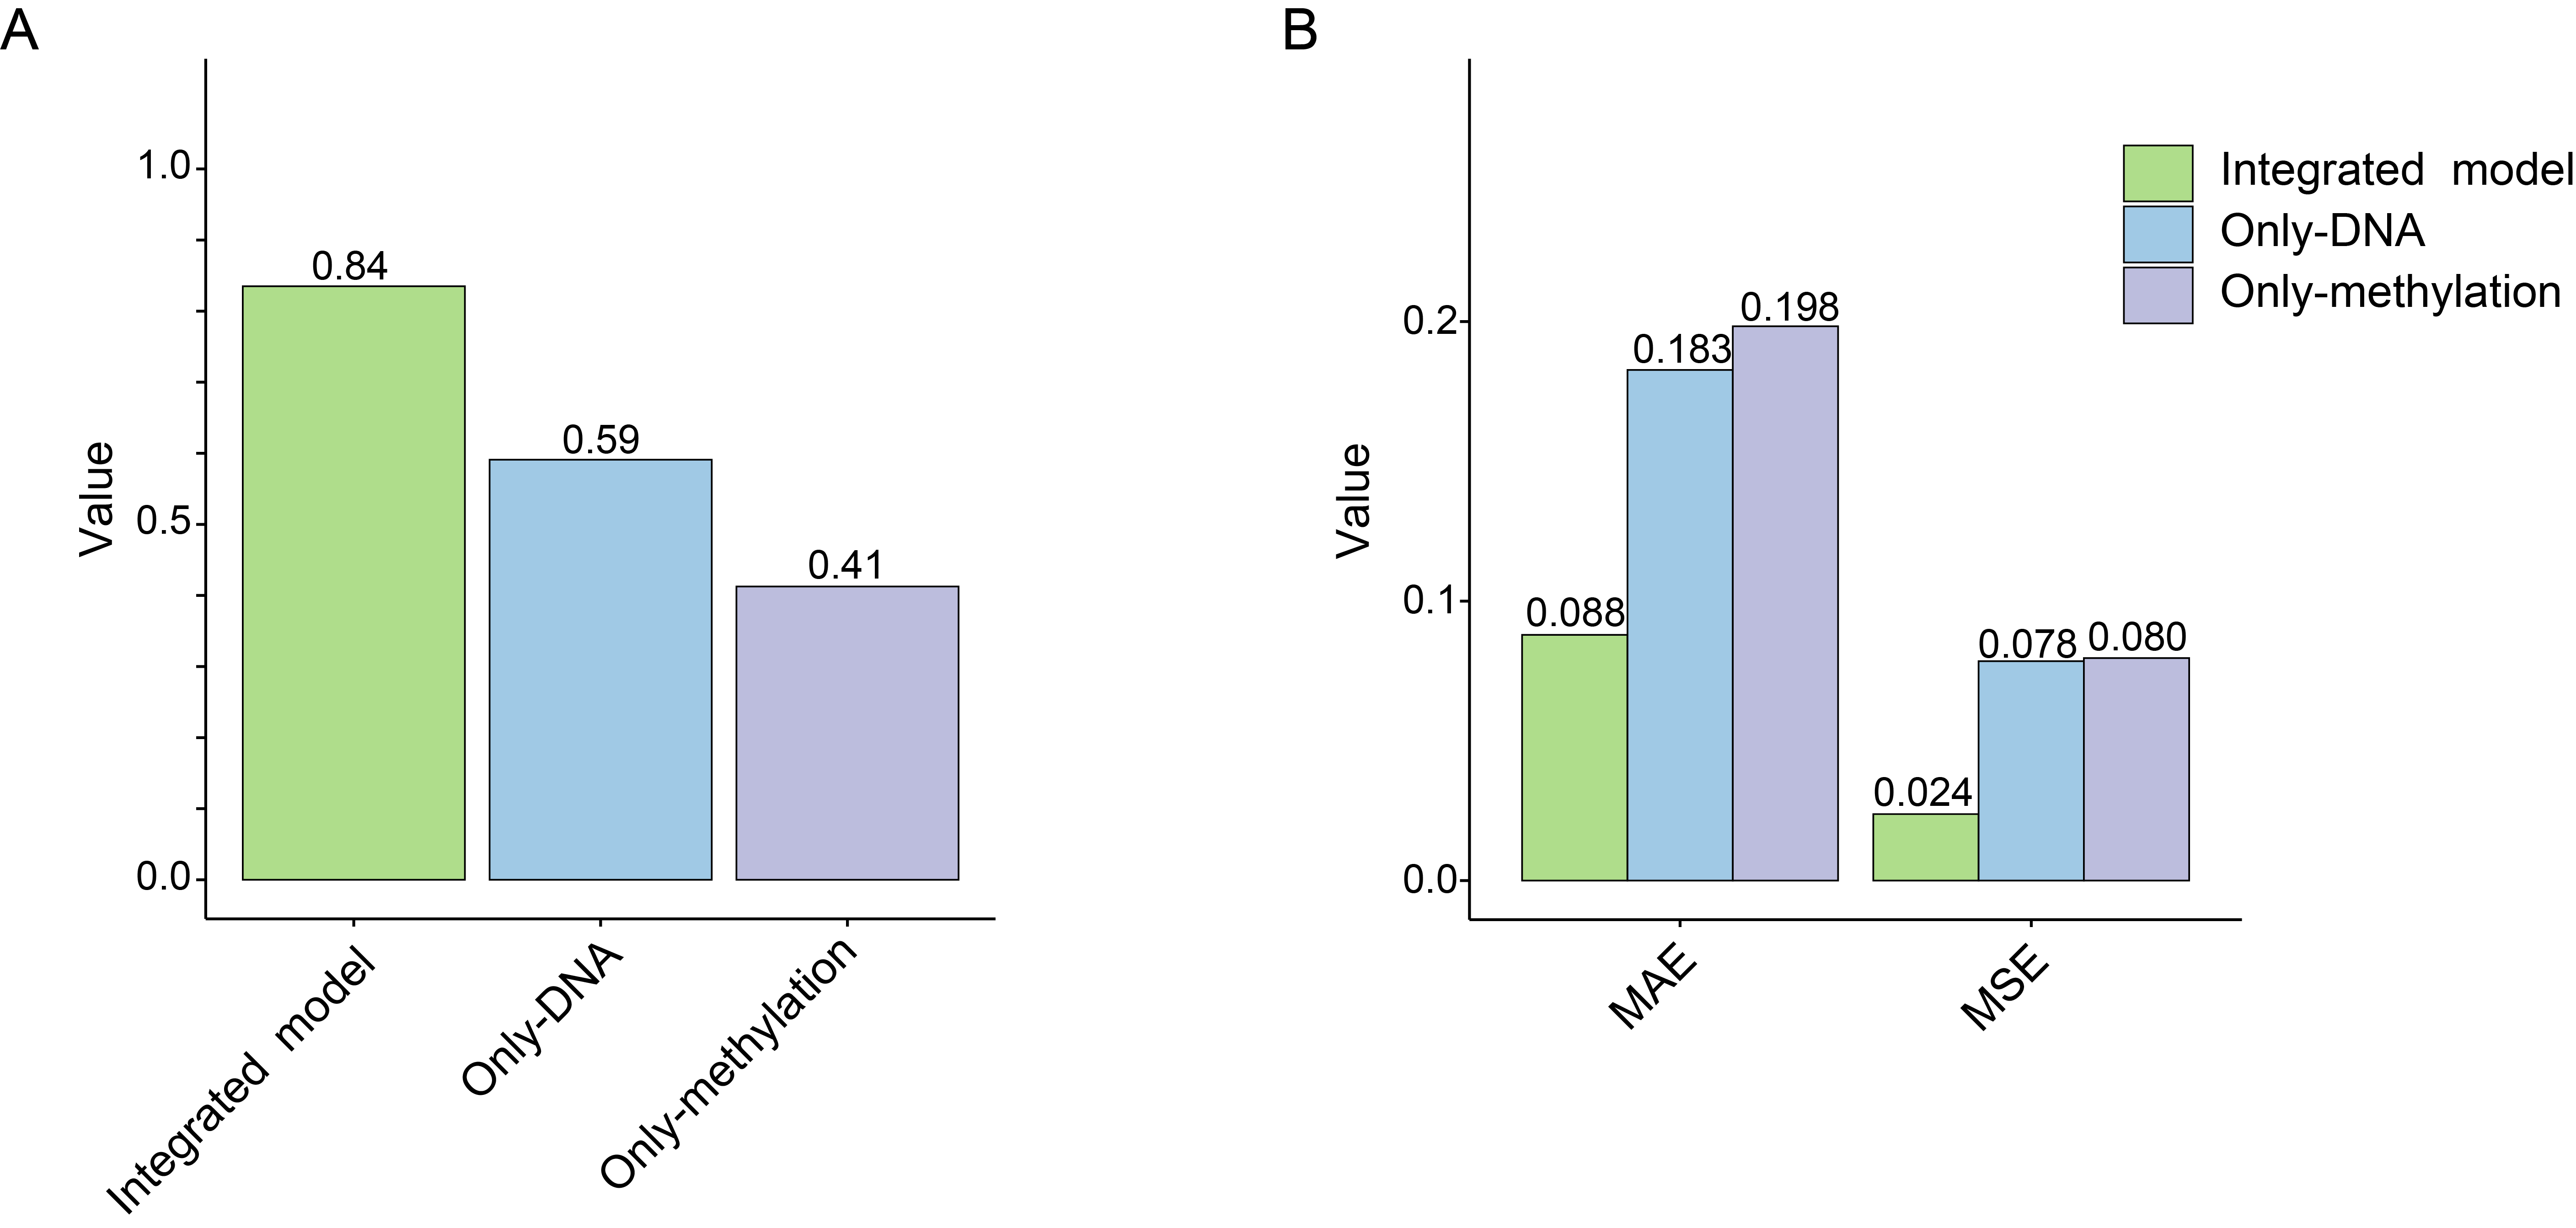 A
Value
1.0
0.5
0.0
0.84
0.59
0.41
Integrated model
Only-DNA
Only-methylation
B
Value
0.2
0.1
0.0
0.088
0.183
0.198
0.024
0.078
0.080
MAE
MSE
Integrated model
Only-DNA
Only-methylation